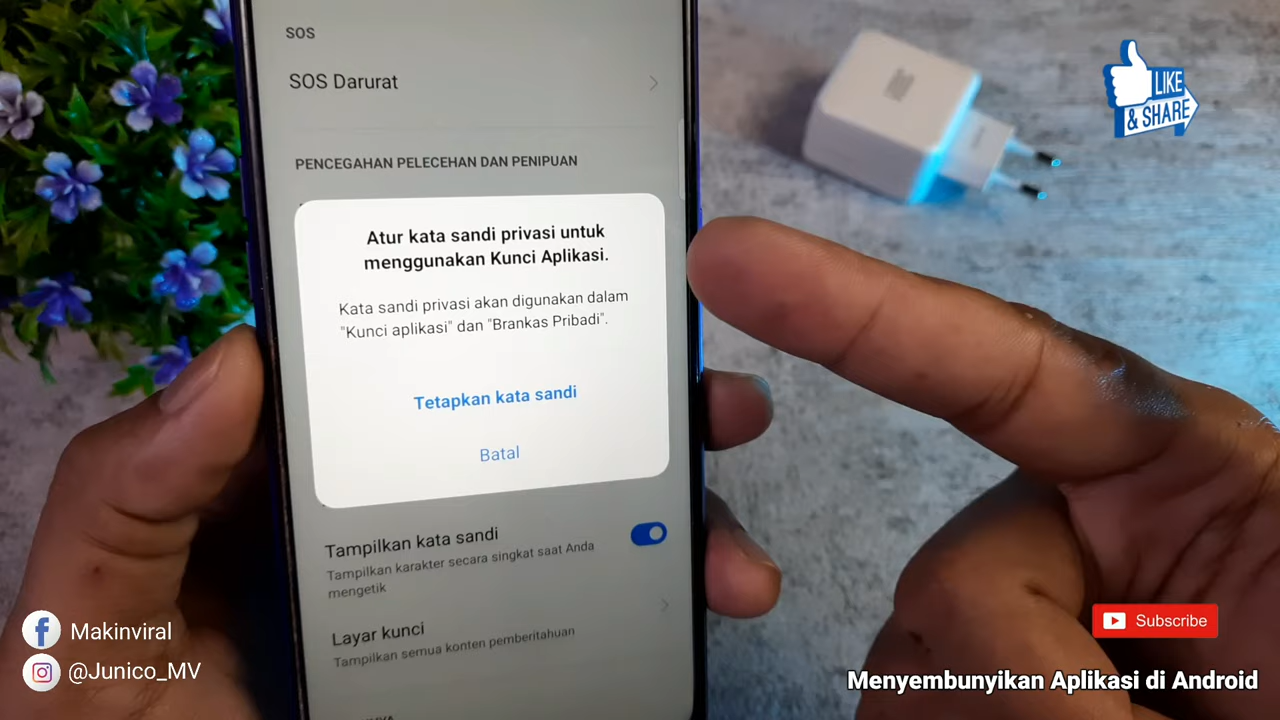 SOS
SOS Darurat
PENCEGAHAN PELECEHAN DAN PENIPUAN
Atur kata sandi privasi untuk
menggunakan Kunci Aplikasi.
Kata sandi privasi akan digunakan dalam
"Kunci aplikasi" dan "Brankas Pribadi".
Tetapkan kata sandi
Batal
Tampilkan kata sandi
Tampilkan karakter secara singkat saat Anda
mengetik
Layar kunci
Tampilkan semua konten pemberitahuan
LIKE
& SHARE
Makinviral
@Junico_MV
Subscribe
Menyembunyikan Aplikasi di Android